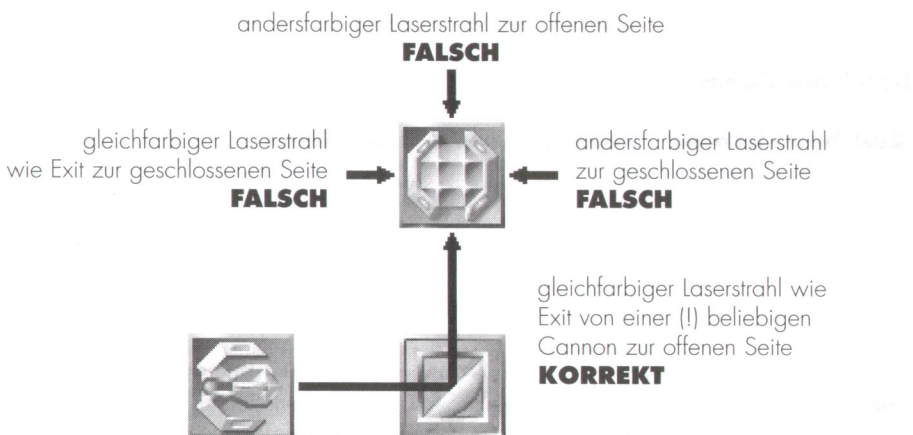 andersfarbiger Laserstrahl zur offenen Seite
FALSCH
gleichfarbiger Laserstrahl
wie Exit zur geschlossenen Seite
FALSCH
andersfarbiger Laserstrahl
zur geschlossenen Seite
FALSCH
gleichfarbiger Laserstrahl wie
Exit von einer (!) beliebigen
Cannon zur offenen Seite
KORREKT